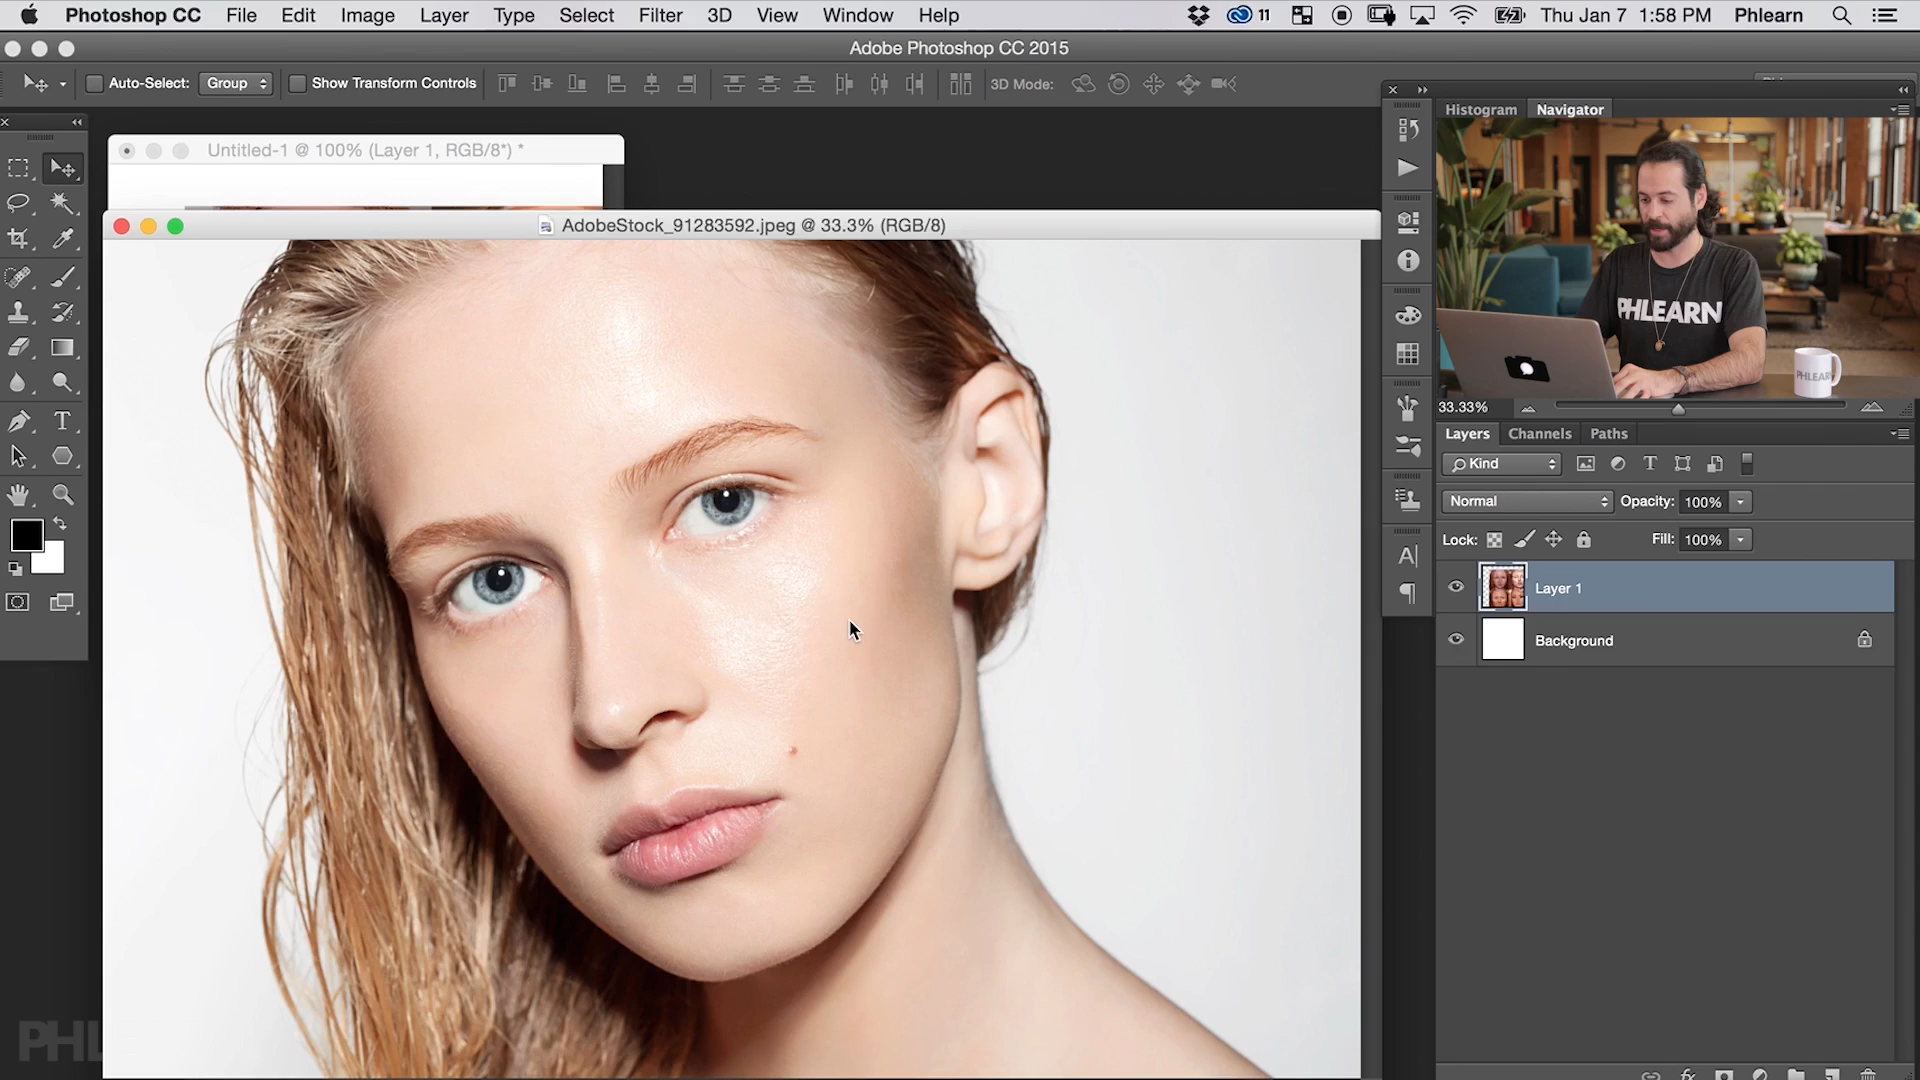 Photoshop CC File Edit Image Layer Type Select Filter 3D View Window Help 11 Thu Jan 7 1:58 PM Phlearn
Adobe Photoshop CC 2015
Auto-Select: Group Show Transform Controls 3D Mode:
Histogram Navigator
Untitled-1 @ 100% (Layer 1, RGB/8*) *
AdobeStock_91283592.jpeg @ 33.3% (RGB/8)
PHLEARN
PHLEARN
33.33%
Layers Channels Paths
Kind
Normal Opacity: 100%
Lock: Fill: 100%
Layer 1
Background
PHL